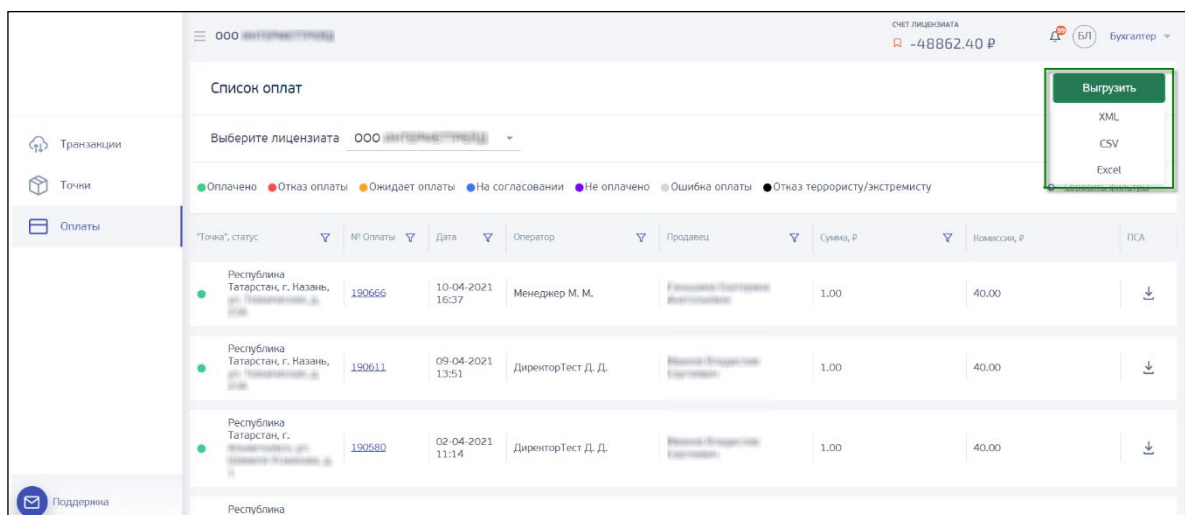 СЧЕТ ЛИЦЕНЗИАТА
ООО
-48862.40 ₽
99
БЛ
Бухгалтер
Список оплат
Выгрузить
XML
CSV
Excel
Транзакции
Точки
Оплаты
Выберите лицензиата ООО
Оплачено Отказ оплаты Ожидает оплаты На согласовании Не оплачено Ошибка оплаты Отказ террористу/экстремисту
Сбросить фильтры
"Точка", статус № Оплаты Дата Оператор Продавец Сумма, ₽ Комиссия, ₽ ПСА
Республика
Татарстан, г. Казань,
190666
10-04-2021
16:37
Менеджер М. М.
1.00
40.00
Республика
Татарстан, г. Казань,
190611
09-04-2021
13:51
ДиректорТест Д. Д.
1.00
40.00
Республика
Татарстан, г.
190580
02-04-2021
11:14
ДиректорТест Д. Д.
1.00
40.00
Республика
Поддержка